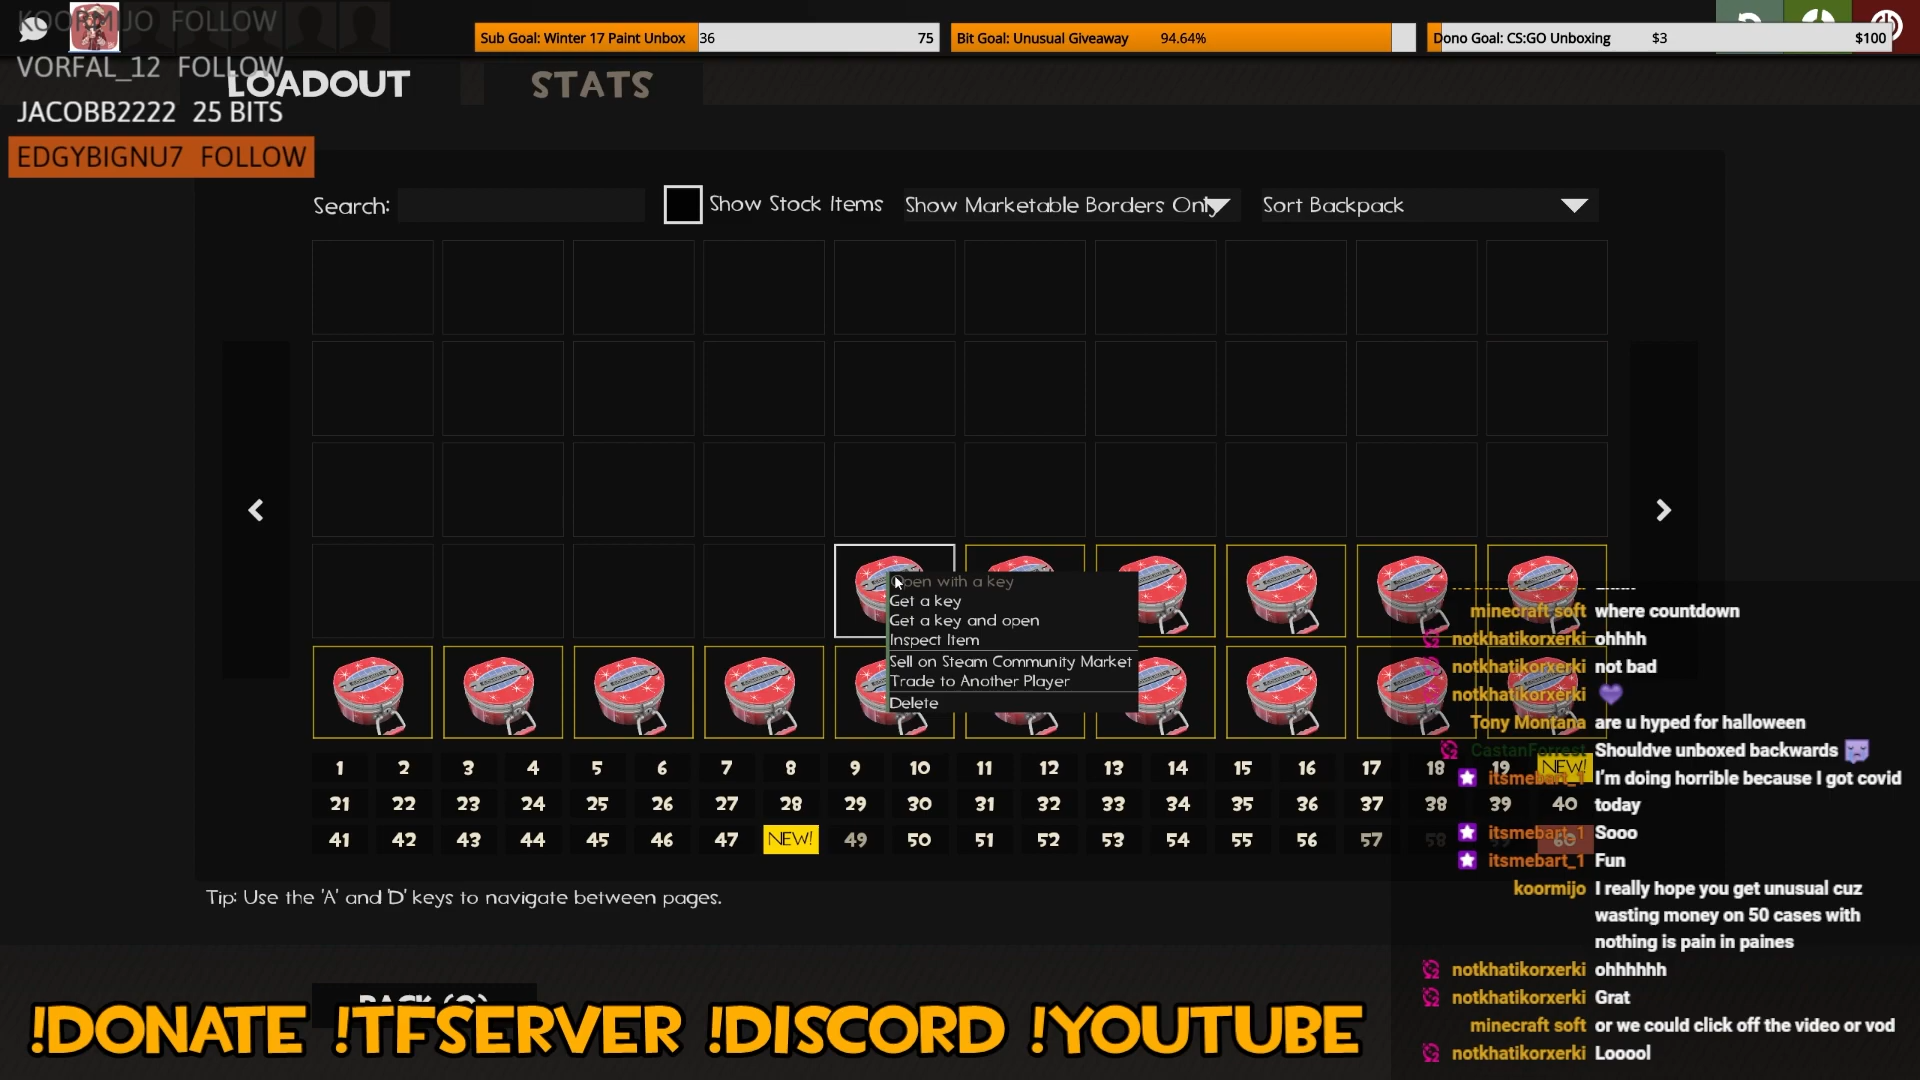 KOORMIJO FOLLOW
VORFAL_12 FOLLOW
JACOBB2222 25 BITS
EDGYBIGNU7 FOLLOW
Sub Goal: Winter 17 Paint Unbox 36 75
Bit Goal: Unusual Giveaway 94.64%
Dono Goal: CS:GO Unboxing $3 $100
LOADOUT STATS
Search: Show Stock Items Show Marketable Borders Only Sort Backpack
Open with a key
Get a key
Get a key and open
Inspect Item
Sell on Steam Community Market
Trade to Another Player
Delete
1 2 3 4 5 6 7 8 9 10 11 12 13 14 15 16 17 18 19 NEW!
21 22 23 24 25 26 27 28 29 30 31 32 33 34 35 36 37 38 39 40
41 42 43 44 45 46 47 NEW! 49 50 51 52 53 54 55 56 57 58 59 60
Tip: Use the 'A' and 'D' keys to navigate between pages.
minecraft soft where countdown
notkhatikorxerki ohhhh
notkhatikorxerki not bad
notkhatikorxerki
Tony Montana are u hyped for halloween
CastanForrest Shouldve unboxed backwards
itsmebart_1 I'm doing horrible because I got covid
today
itsmebart_1 Sooo
itsmebart_1 Fun
koormijo I really hope you get unusual cuz
wasting money on 50 cases with
nothing is pain in paines
notkhatikorxerki ohhhhhh
notkhatikorxerki Grat
minecraft soft or we could click off the video or vod
notkhatikorxerki Looool
!DONATE !TFSERVER !DISCORD !YOUTUBE